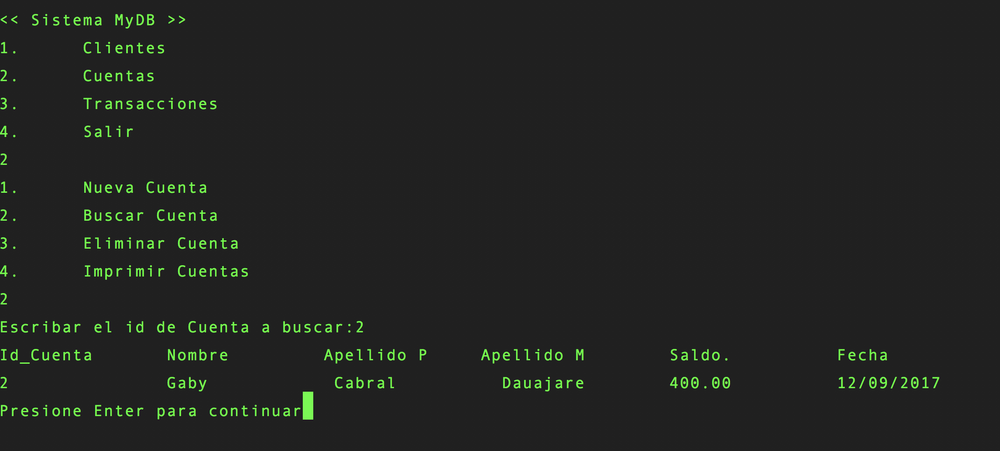 << Sistema MyDB >>
1. Clientes
2. Cuentas
3. Transacciones
4. Salir
2
1. Nueva Cuenta
2. Buscar Cuenta
3. Eliminar Cuenta
4. Imprimir Cuentas
2
Escribar el id de Cuenta a buscar:2
Id_Cuenta Nombre Apellido P Apellido M Saldo. Fecha
2 Gaby Cabral Dauajare 400.00 12/09/2017
Presione Enter para continuar